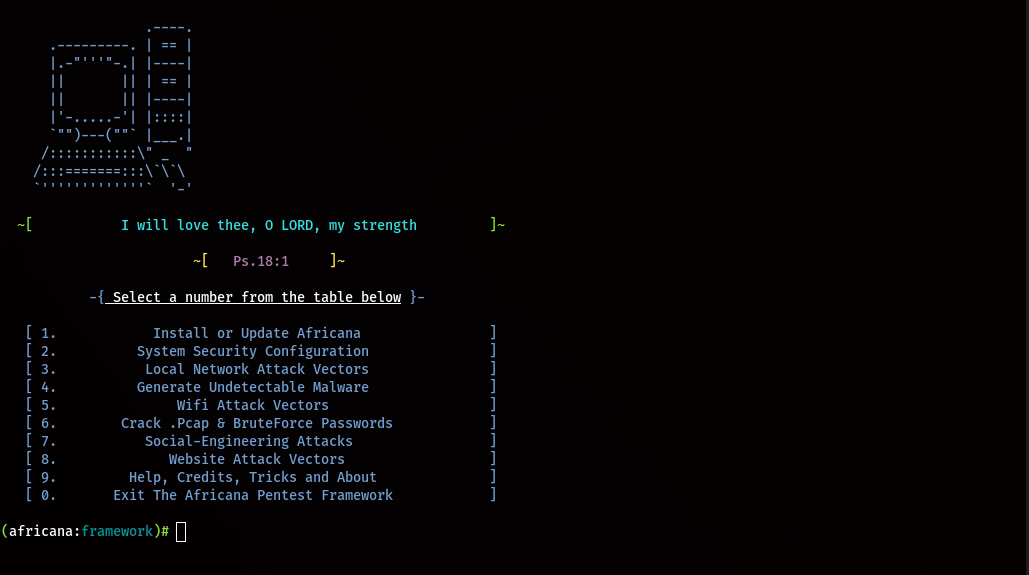 ~[ I will love thee, O LORD, my strength ]~
~[ Ps.18:1 ]~
-{ Select a number from the table below }-
[ 1. Install or Update Africana ]
[ 2. System Security Configuration ]
[ 3. Local Network Attack Vectors ]
[ 4. Generate Undetectable Malware ]
[ 5. Wifi Attack Vectors ]
[ 6. Crack .Pcap & BruteForce Passwords ]
[ 7. Social-Engineering Attacks ]
[ 8. Website Attack Vectors ]
[ 9. Help, Credits, Tricks and About ]
[ 0. Exit The Africana Pentest Framework ]
(africana:framework)#